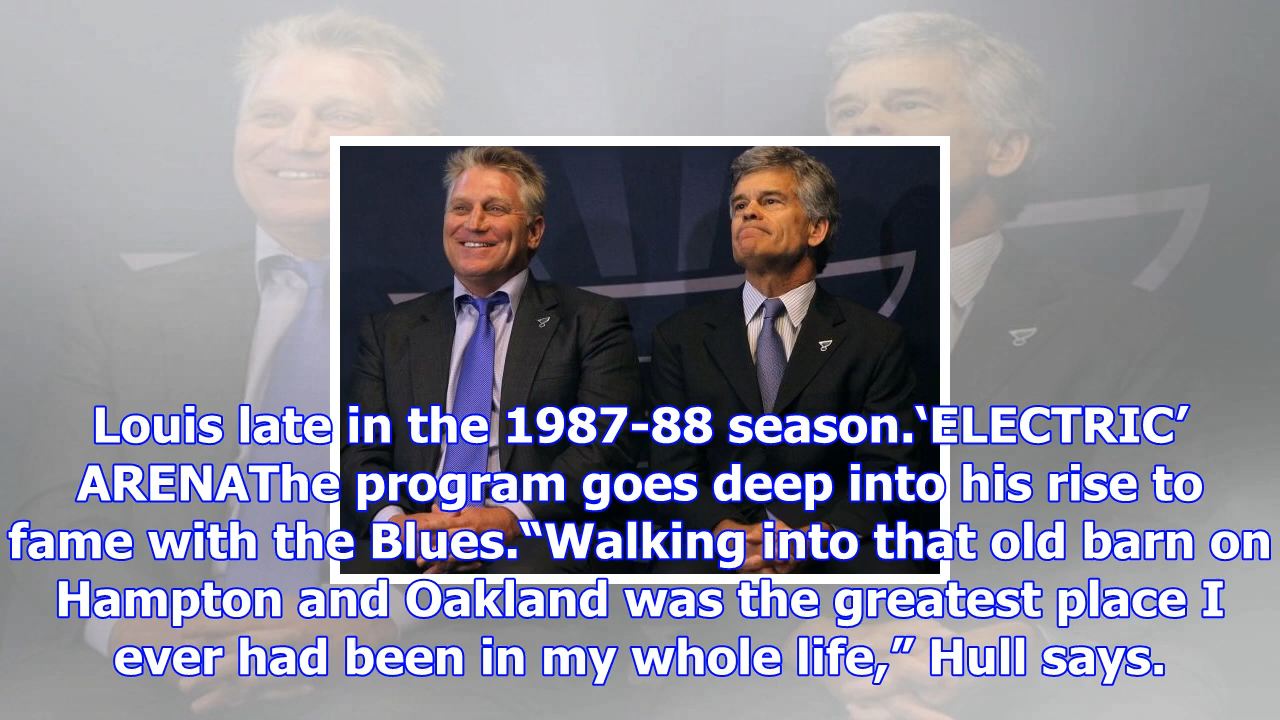 Louis late in the 1987-88 season.‘ELECTRIC’
ARENAThe program goes deep into his rise to
fame with the Blues.“Walking into that old barn on
Hampton and Oakland was the greatest place I
ever had been in my whole life,” Hull says.